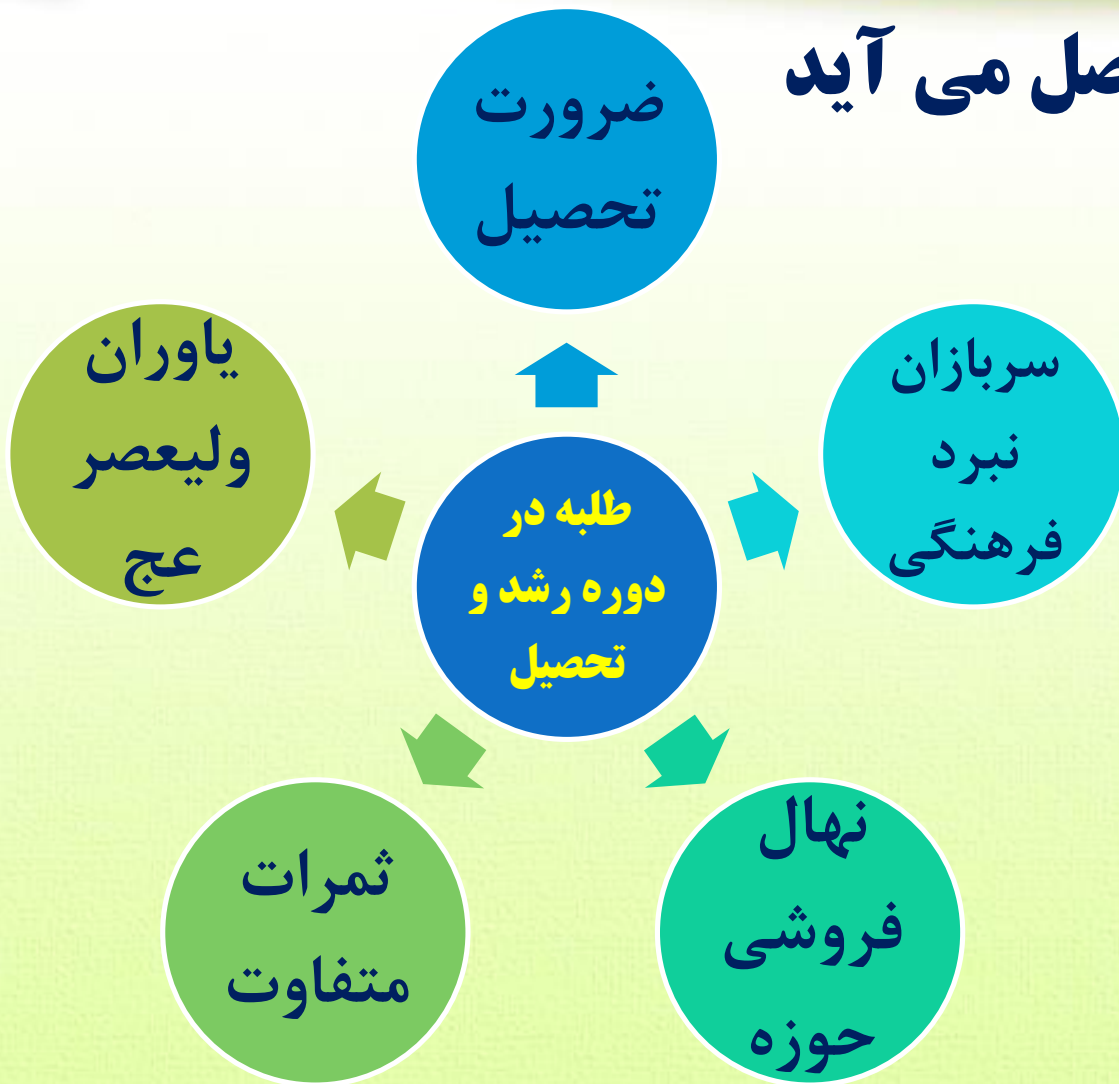 می آید
ضرورت
تحصیل
سربازان
نبرد
فرهنگی
نهال
فروشی
حوزه
ثمرات
متفاوت
یاوران
ولیعصر
عج
طلبه در
دوره رشد و
تحصیل